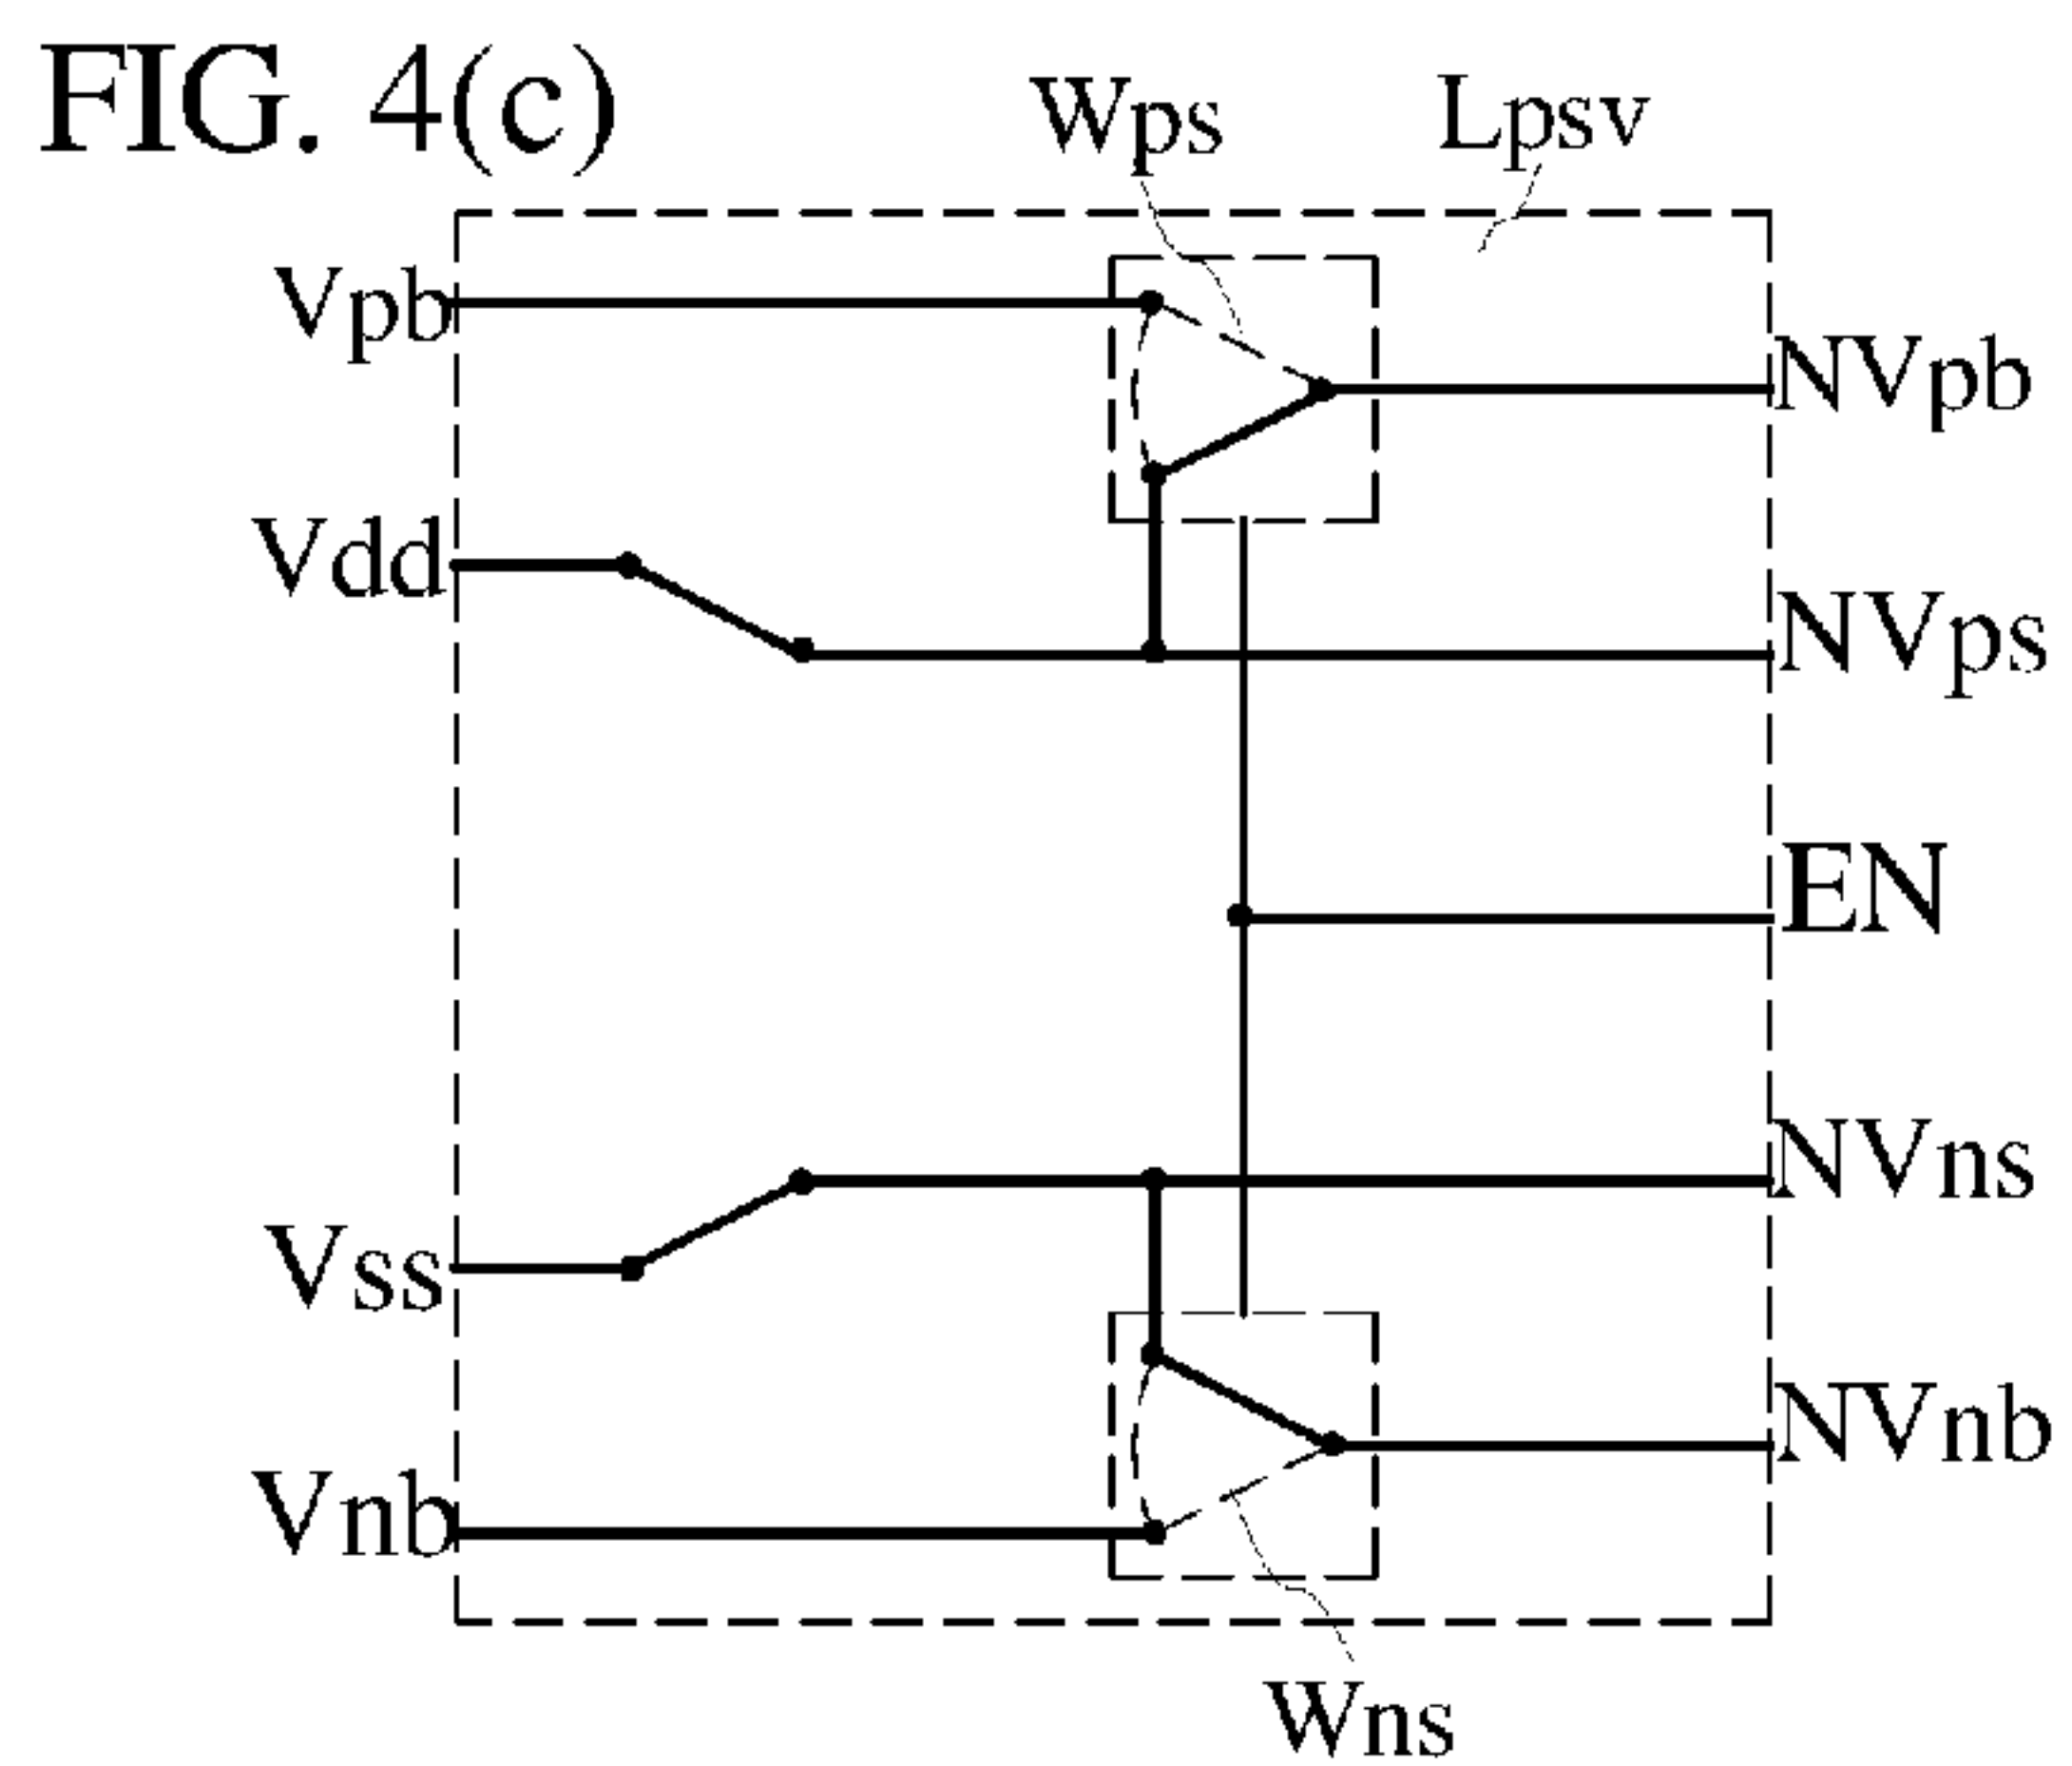 FIG. 4(c)
Wps
Lpsv
Vpb
NVpb
Vdd
NVps
EN
NVns
Vss
NVnb
Vnb
Wns